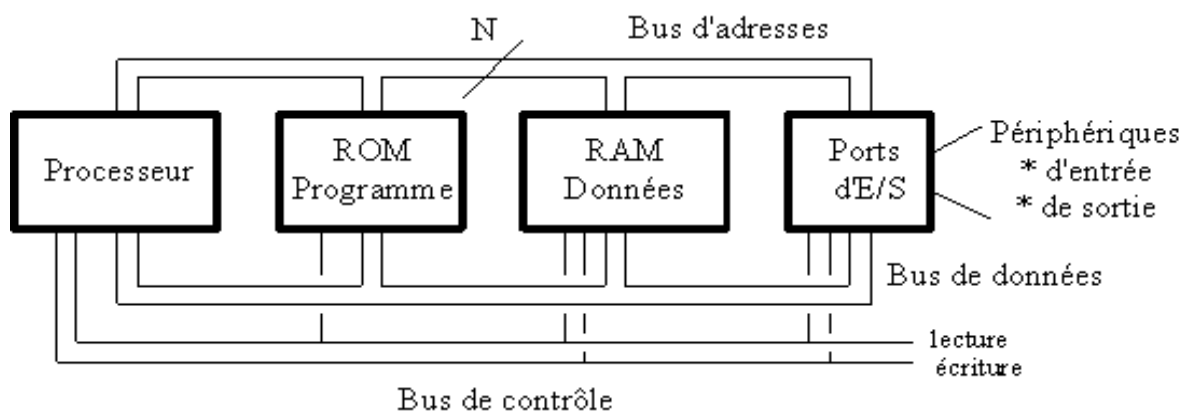 N
Bus d'adresses
Processeur
ROM
Programme
RAM
Données
Ports
d'E/S
Périphériques
* d'entrée
* de sortie
Bus de données
lecture
écriture
Bus de contrôle